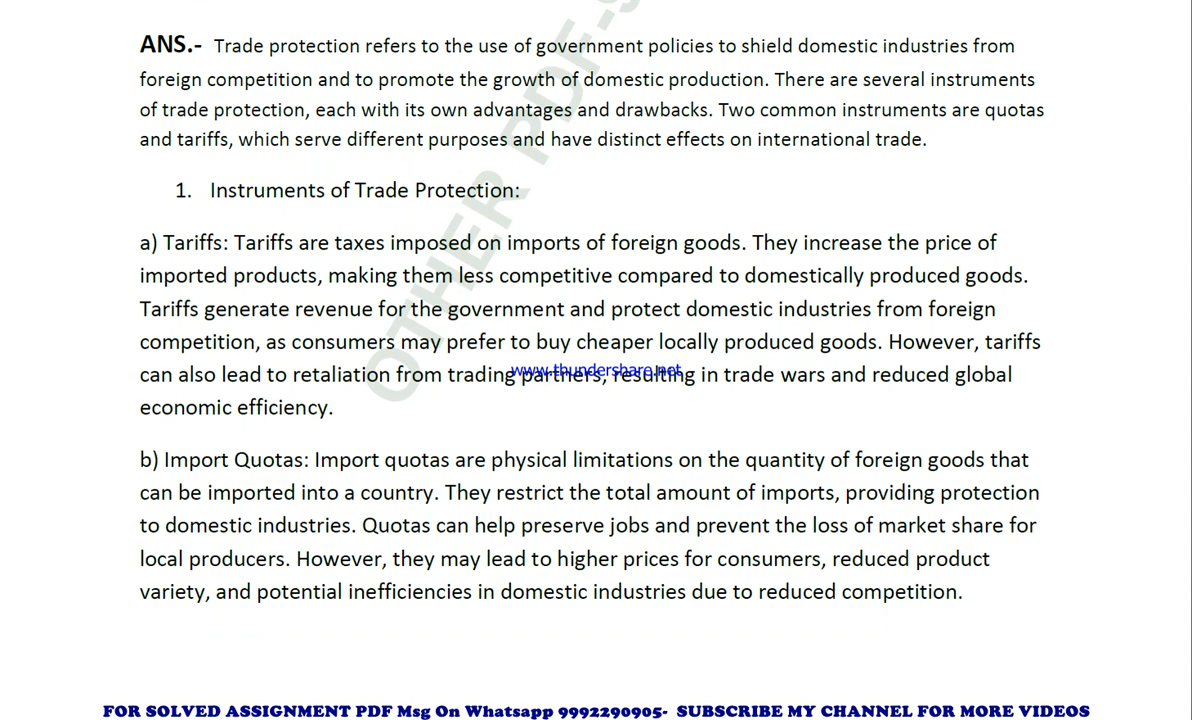 ANS.- Trade protection refers to the use of government policies to shield domestic industries from
foreign competition and to promote the growth of domestic production. There are several instruments
of trade protection, each with its own advantages and drawbacks. Two common instruments are quotas
and tariffs, which serve different purposes and have distinct effects on international trade.
1. Instruments of Trade Protection:
a) Tariffs: Tariffs are taxes imposed on imports of foreign goods. They increase the price of
imported products, making them less competitive compared to domestically produced goods.
Tariffs generate revenue for the government and protect domestic industries from foreign
competition, as consumers may prefer to buy cheaper locally produced goods. However, tariffs
can also lead to retaliation from trading partners, resulting in trade wars and reduced global
www.thundershare.net
economic efficiency.
b) Import Quotas: Import quotas are physical limitations on the quantity of foreign goods that
can be imported into a country. They restrict the total amount of imports, providing protection
to domestic industries. Quotas can help preserve jobs and prevent the loss of market share for
local producers. However, they may lead to higher prices for consumers, reduced product
variety, and potential inefficiencies in domestic industries due to reduced competition.
OTHER PDF-9
FOR SOLVED ASSIGNMENT PDF Msg On Whatsapp 9992290905- SUBSCRIBE MY CHANNEL FOR MORE VIDEOS